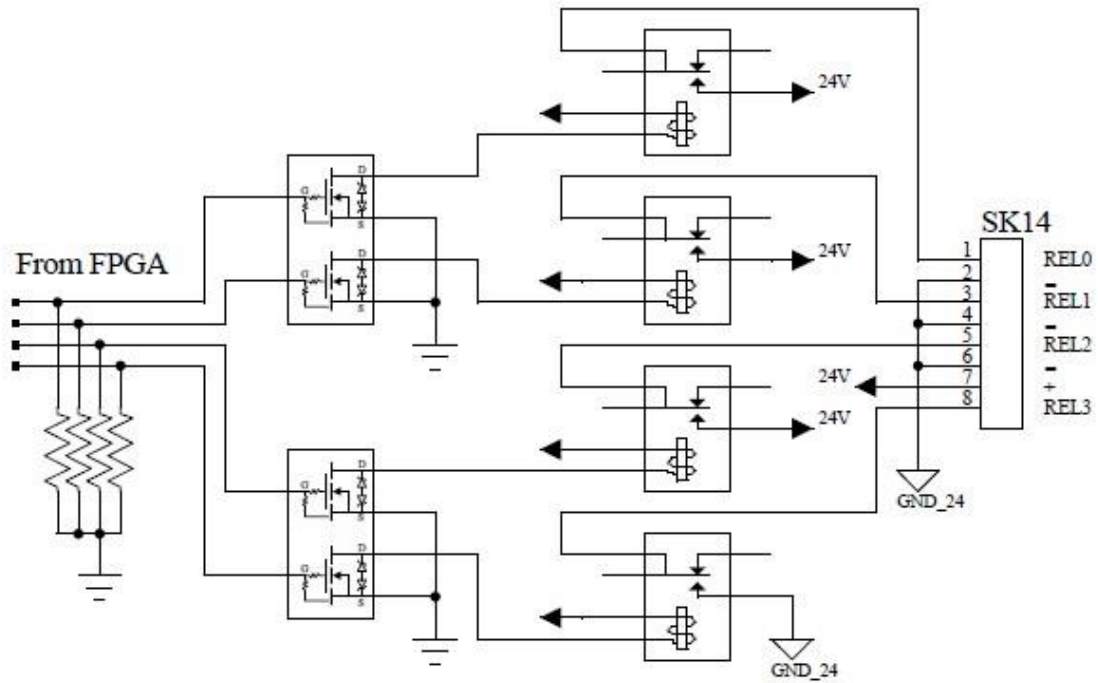 24V
D
G
S
SK14
24V
From FPGA
D
G
S
1
REL0
2
-
3
REL1
4
-
5
REL2
6
-
24V
7
+
24V
8
REL3
D
G
S
GND_24
D
G
S
GND_24